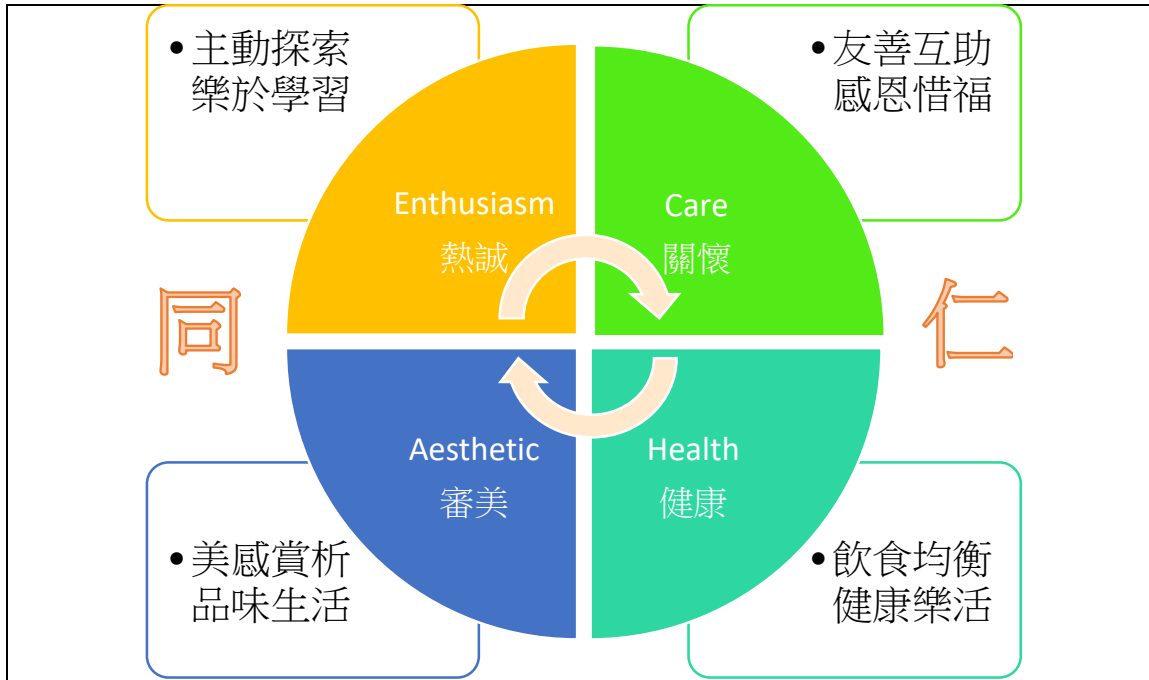 •主動探索
樂於學習
•友善互助
感恩惜福
Enthusiasm
熱誠
Care
關懷
同
仁
Aesthetic
審美
Health
健康
•美感賞析
品味生活
•飲食均衡
健康樂活